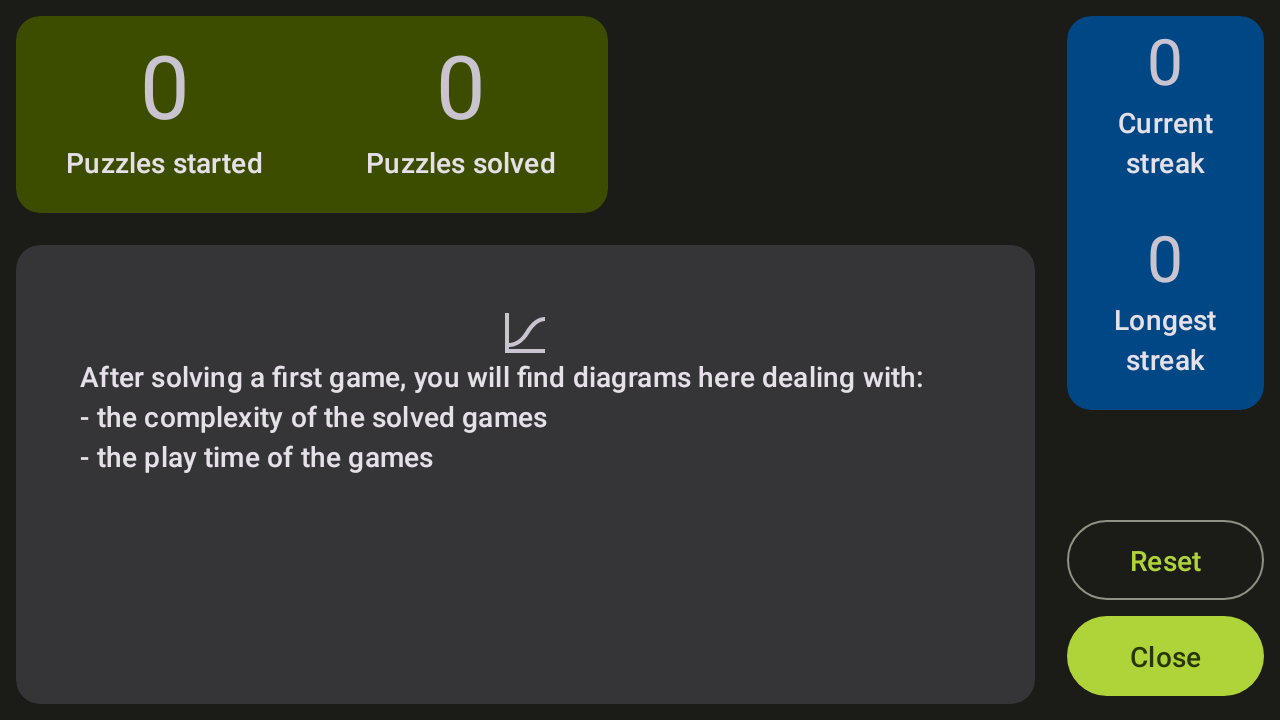 0
Puzzles started
0
Puzzles solved
0
Current
streak
0
Longest
streak
After solving a first game, you will find diagrams here dealing with:
- the complexity of the solved games
- the play time of the games
Reset
Close